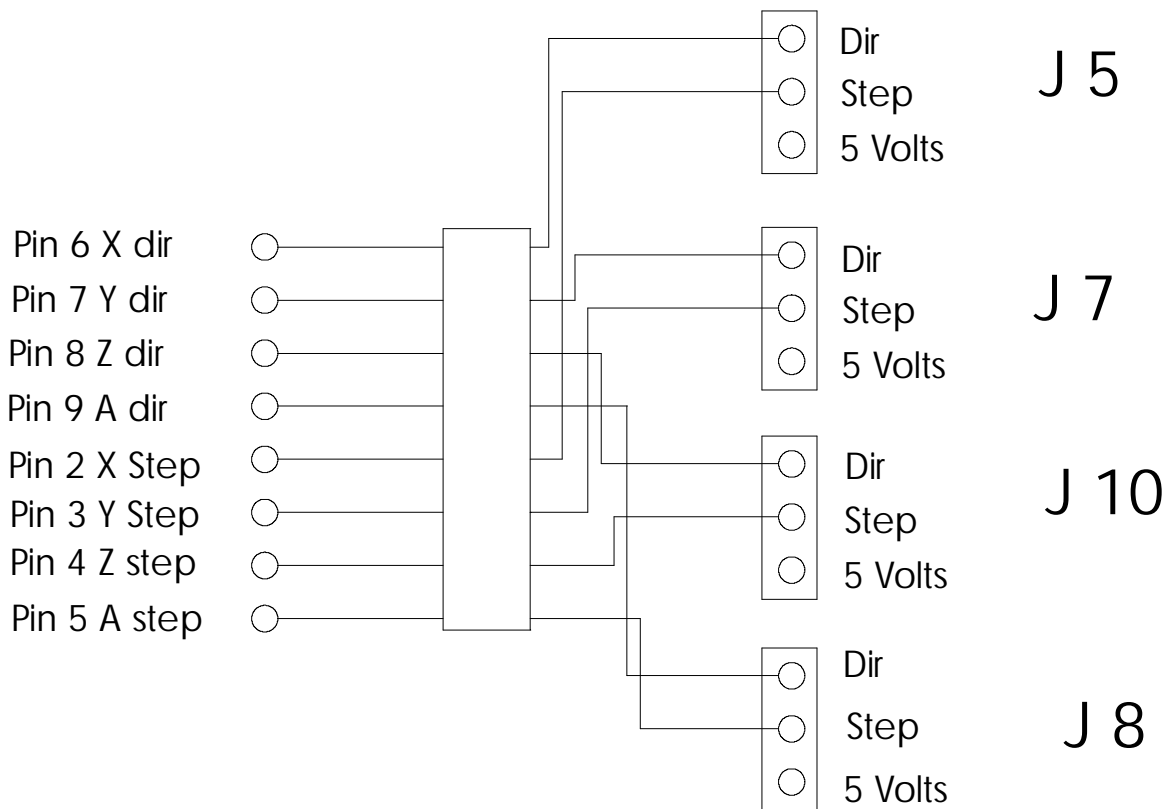 Pin 6 X dir
Pin 7 Y dir
Pin 8 Z dir
Pin 9 A dir
Pin 2 X Step
Pin 3 Y Step
Pin 4 Z step
Pin 5 A step
Dir
Step
5 Volts
J 5
Dir
Step
5 Volts
J 7
Dir
Step
5 Volts
J 10
Dir
Step
5 Volts
J 8